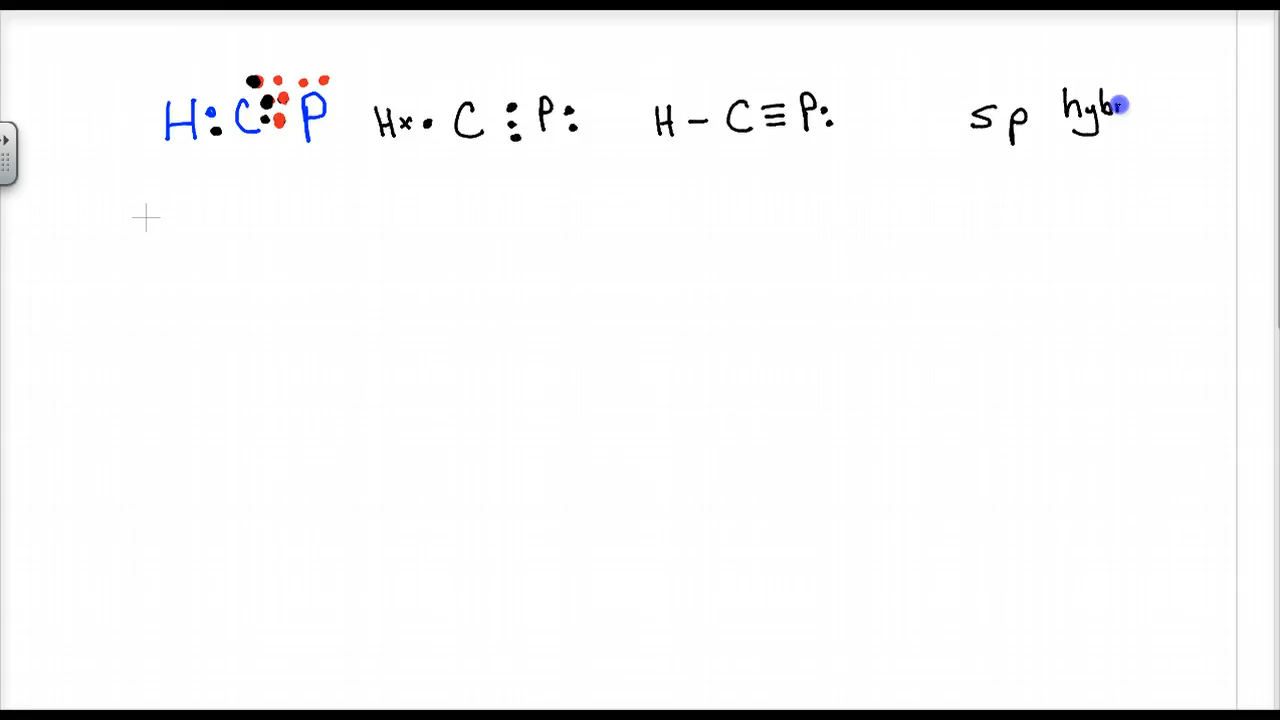 H : C P H × · C ⋮ P : H – C ≡ P : sp hyb